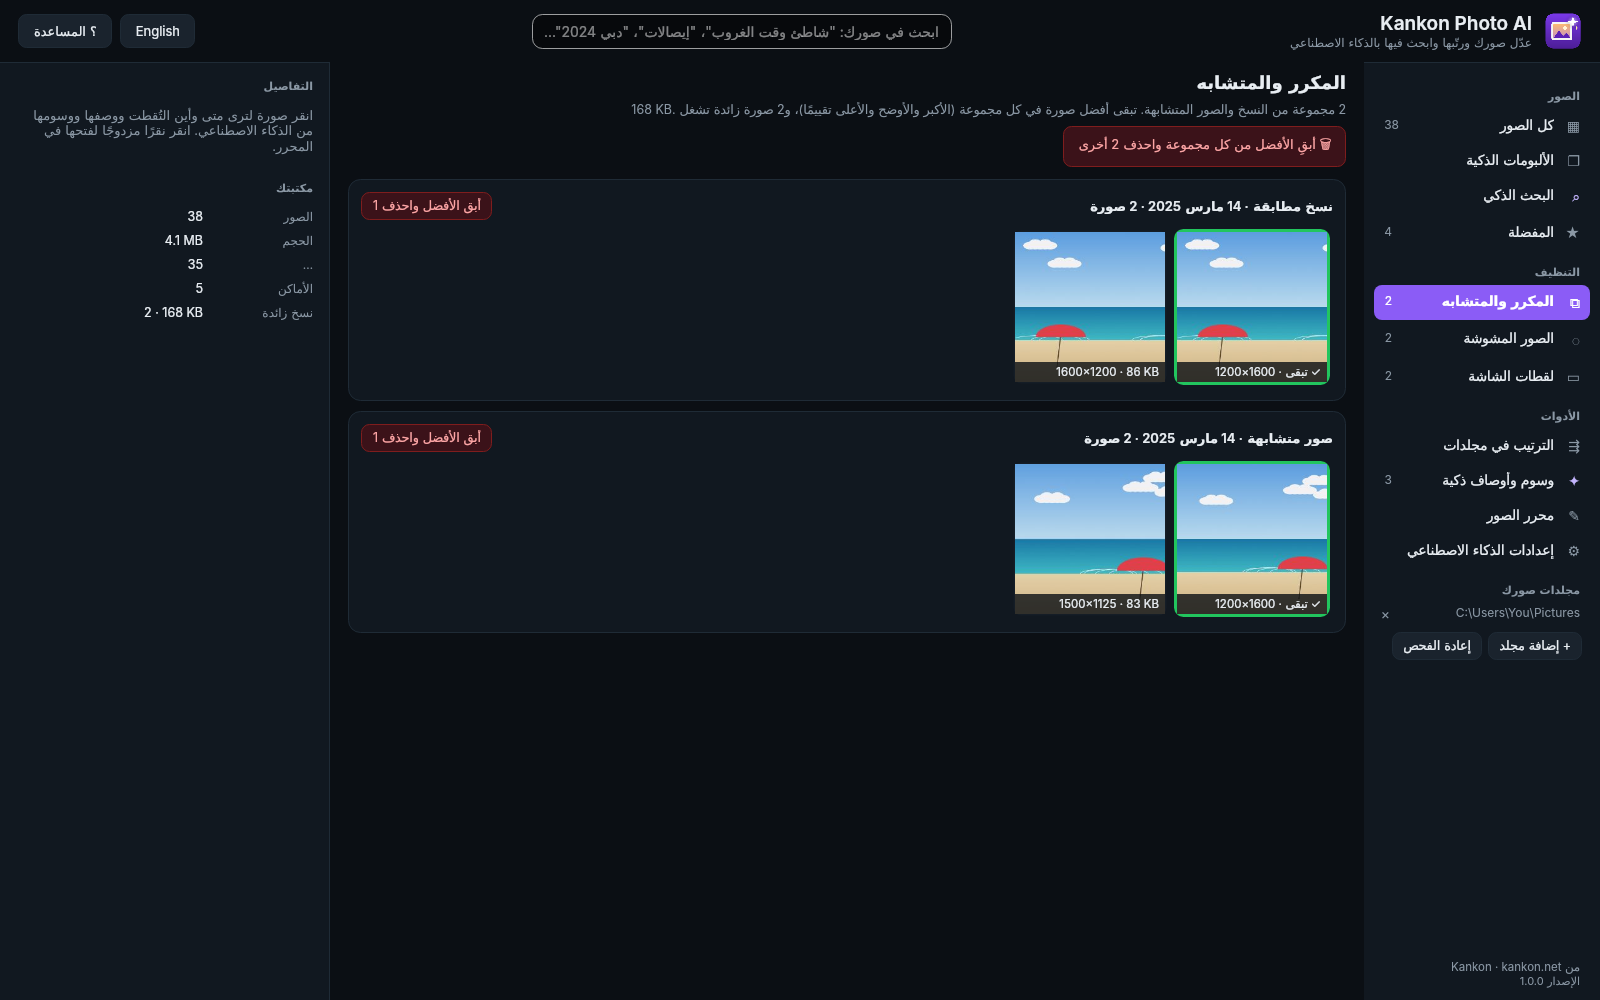 Kankon Photo AI
عدّل صورك ورتّبها وابحث فيها بالذكاء الاصطناعي
ابحث في صورك: "شاطئ وقت الغروب"، "إيصالات"، "دبي 2024"...
English
؟ المساعدة
الصور
كل الصور 38
الألبومات الذكية
البحث الذكي
المفضلة 4
التنظيف
المكرر والمتشابه 2
الصور المشوشة 2
لقطات الشاشة 2
الأدوات
الترتيب في مجلدات
وسوم وأوصاف ذكية 3
محرر الصور
إعدادات الذكاء الاصطناعي
مجلدات صورك
C:\Users\You\Pictures ×
+ إضافة مجلد
إعادة الفحص
من Kankon · kankon.net
الإصدار 1.0.0
المكرر والمتشابه
2 مجموعة من النسخ والصور المتشابهة. تبقى أفضل صورة في كل مجموعة (الأكبر والأوضح والأعلى تقييمًا)، و2 صورة زائدة تشغل 168 KB.
أبقِ الأفضل من كل مجموعة واحذف 2 أخرى
نسخ مطابقة · 14 مارس 2025 · 2 صورة
أبق الأفضل واحذف 1
✓ تبقى · 1600×1200
1600×1200 · 86 KB
صور متشابهة · 14 مارس 2025 · 2 صورة
أبق الأفضل واحذف 1
✓ تبقى · 1600×1200
1500×1125 · 83 KB
التفاصيل
انقر صورة لترى متى وأين التُقطت ووصفها ووسومها
من الذكاء الاصطناعي. انقر نقرًا مزدوجًا لفتحها في
المحرر.
مكتبتك
الصور 38
الحجم 4.1 MB
... 35
الأماكن 5
نسخ زائدة 2 · 168 KB